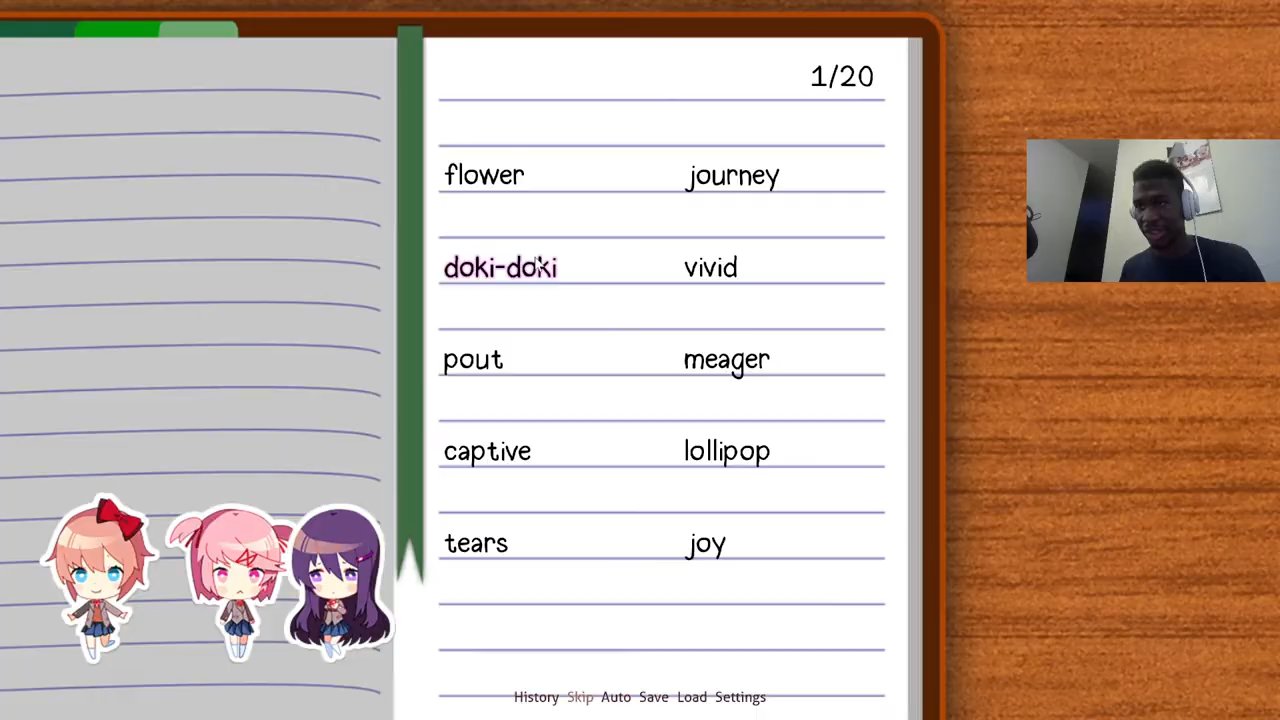 1/20
flower journey
doki-doki vivid
pout meager
captive lollipop
tears joy
History Skip Auto Save Load Settings